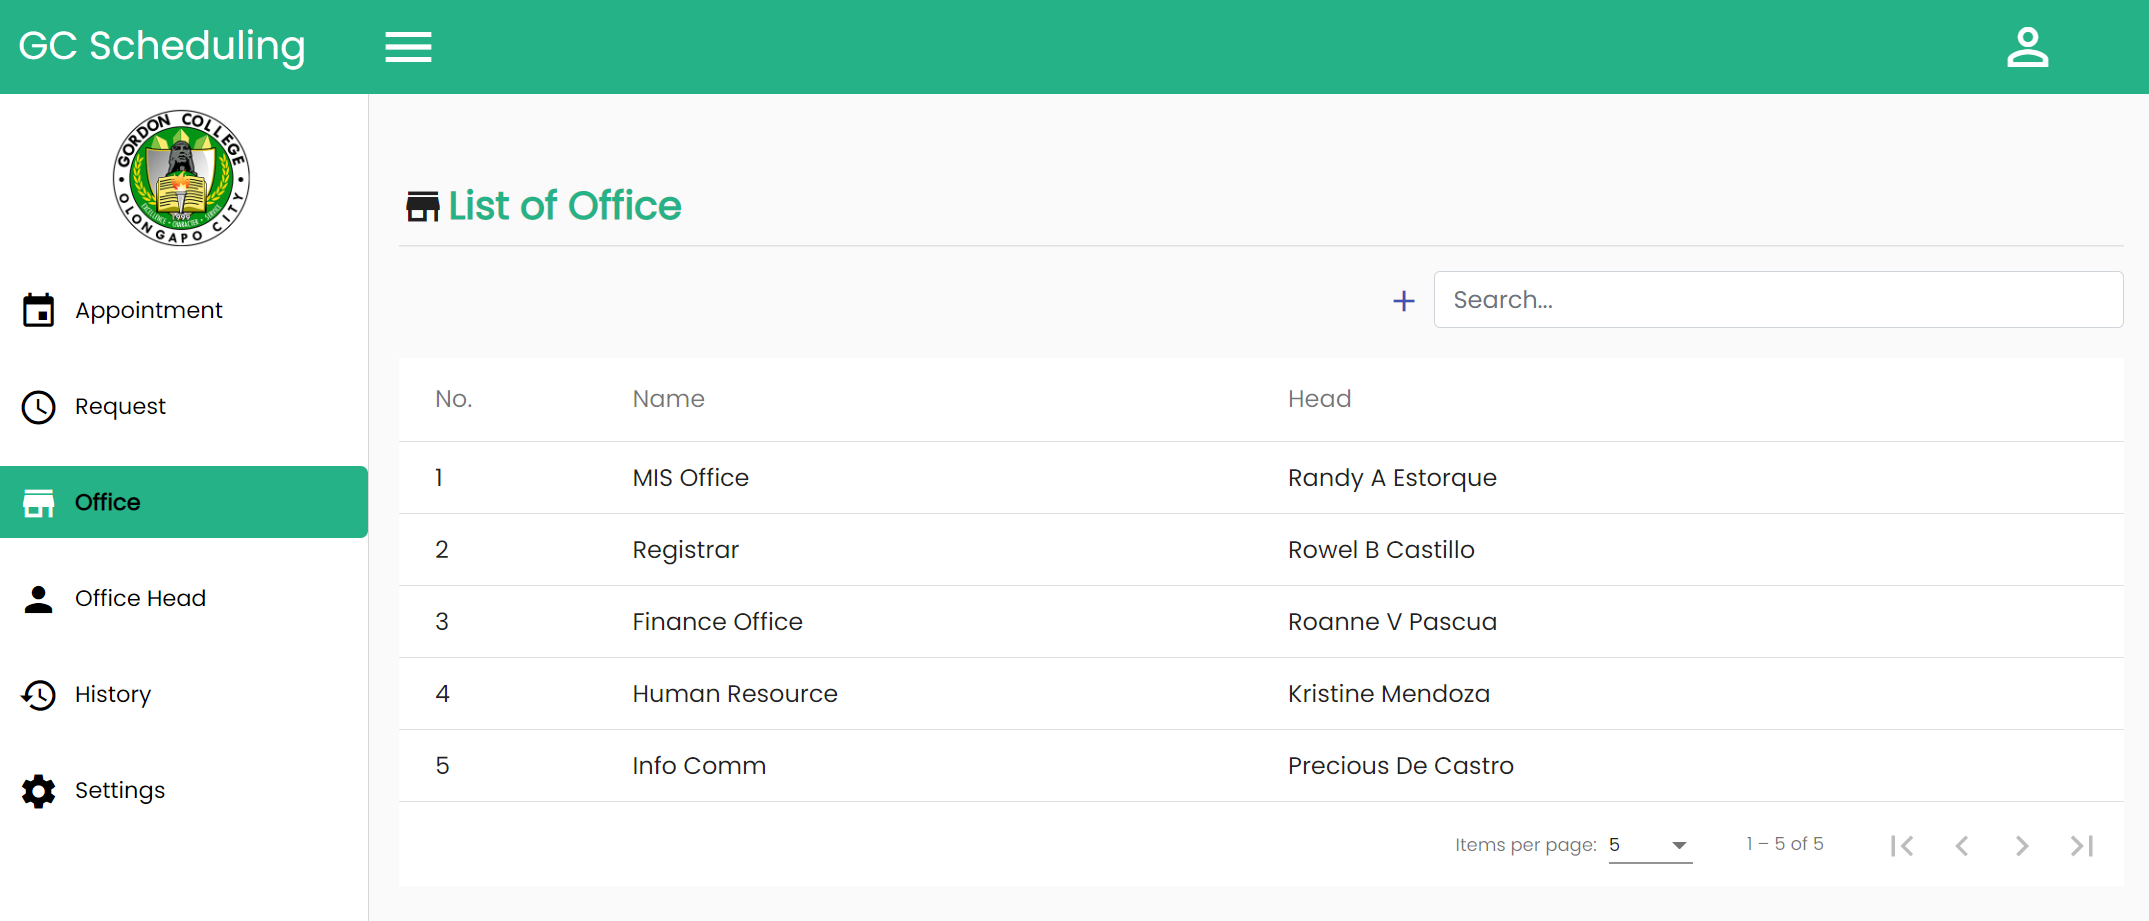 GC Scheduling
GORDON COLLEGE
OLONGAPO CITY
1999
Appointment
Request
Office
Office Head
History
Settings
List of Office
+ Search...
No. Name Head
1 MIS Office Randy A Estorque
2 Registrar Rowel B Castillo
3 Finance Office Roanne V Pascua
4 Human Resource Kristine Mendoza
5 Info Comm Precious De Castro
Items per page: 5 1 – 5 of 5